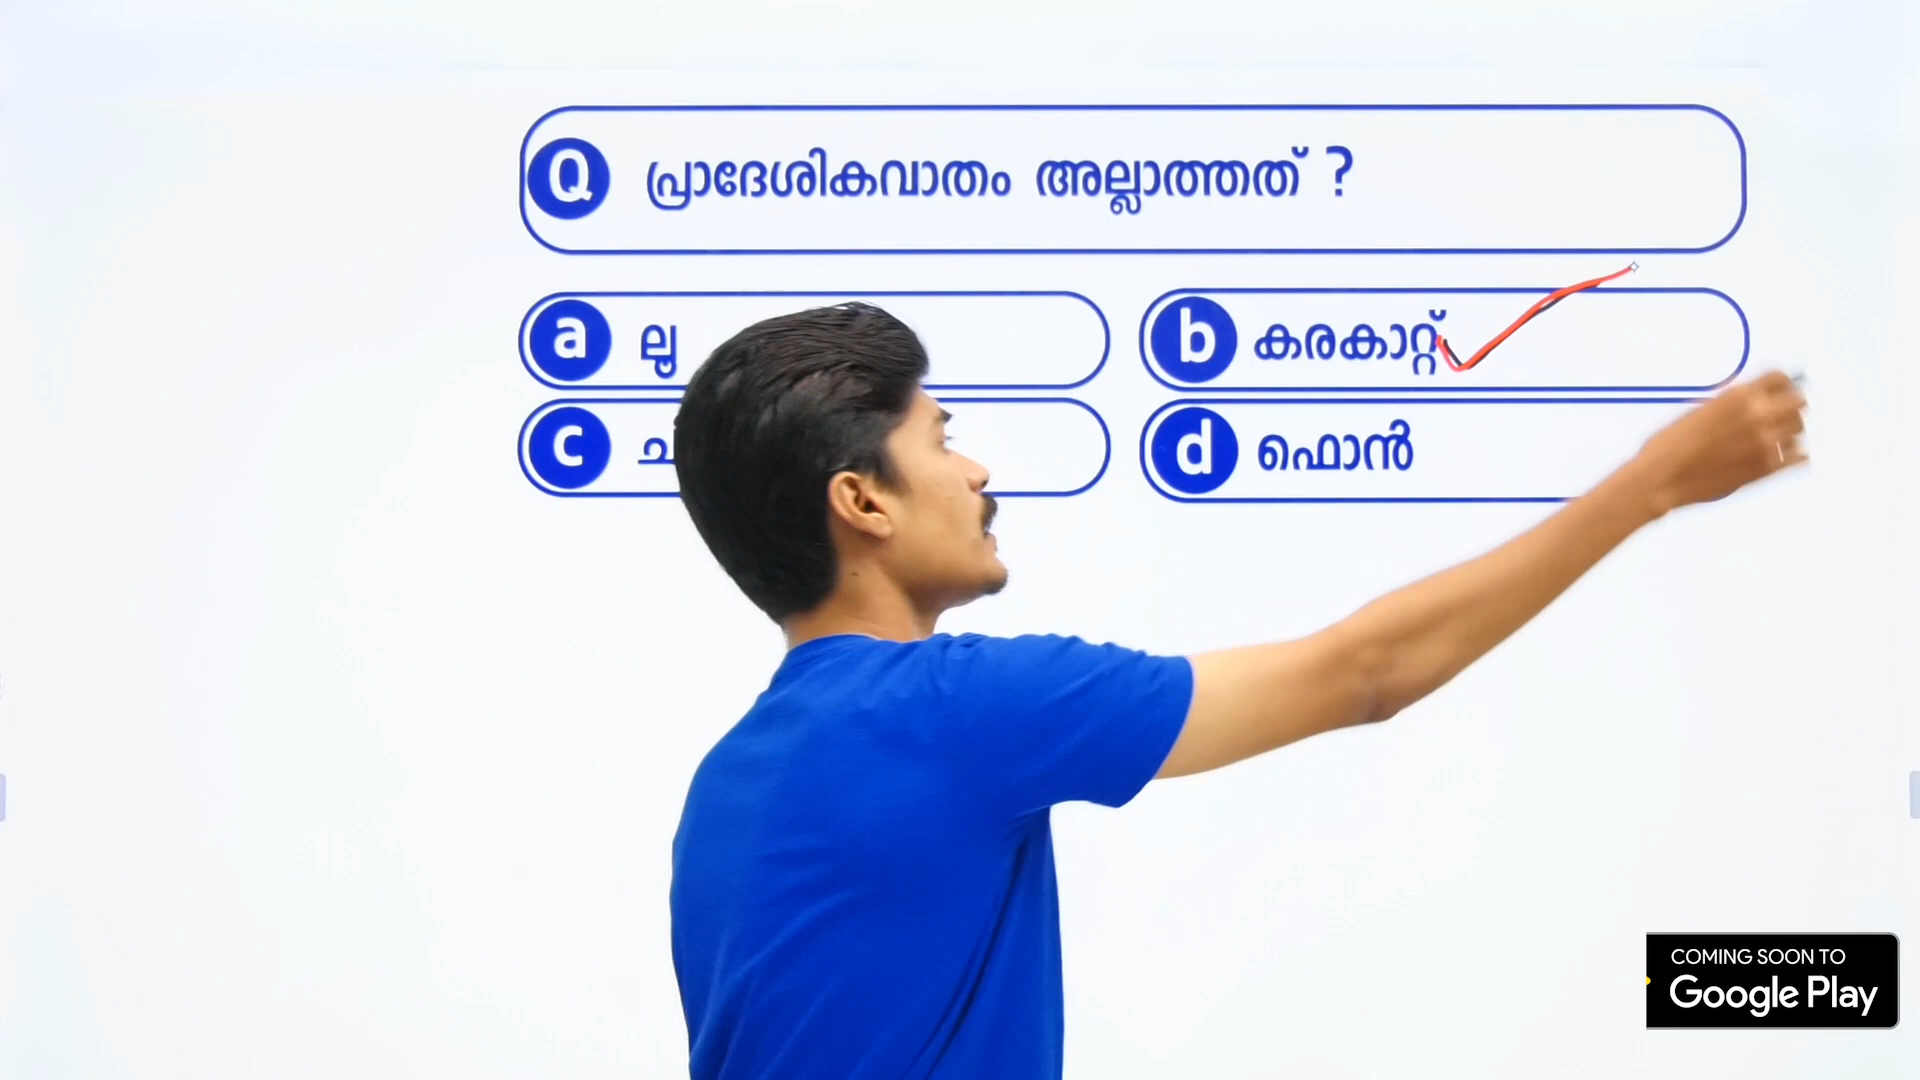 Q പ്രാദേശികവാതം അല്ലാത്തത് ?
a ലൂ
b കരകാറ്റ്
c
d ഫൊൻ
COMING SOON TO
Google Play